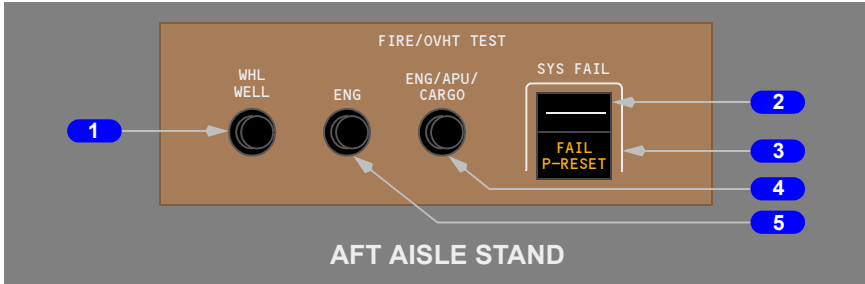 FIRE/OVHT TEST
WHL
WELL
ENG
ENG/APU/
CARGO
SYS FAIL
FAIL
P-RESET
1
2
3
4
5
AFT AISLE STAND